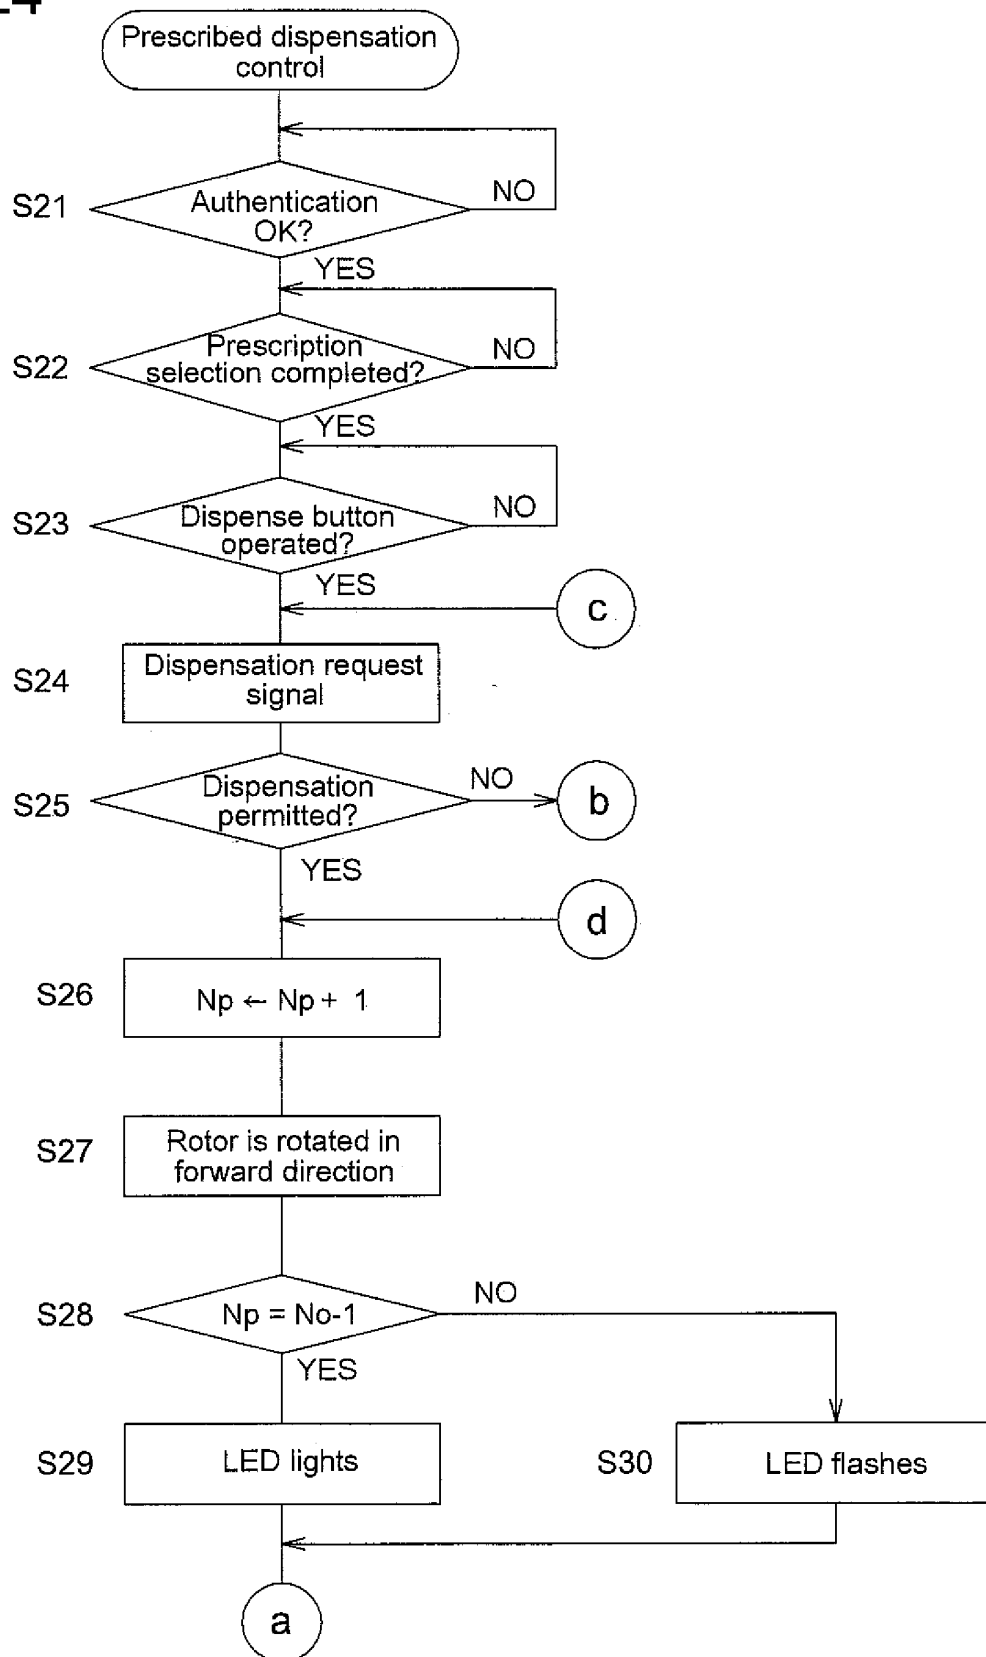 Prescribed dispensation
control
S21
Authentication
OK?
NO
YES
S22
Prescription
selection completed?
NO
YES
S23
Dispense button
operated?
NO
YES
c
S24
Dispensation request
signal
S25
Dispensation
permitted?
NO
b
YES
d
S26
Np ← Np + 1
S27
Rotor is rotated in
forward direction
S28
Np = No-1
NO
YES
S29
LED lights
S30
LED flashes
a